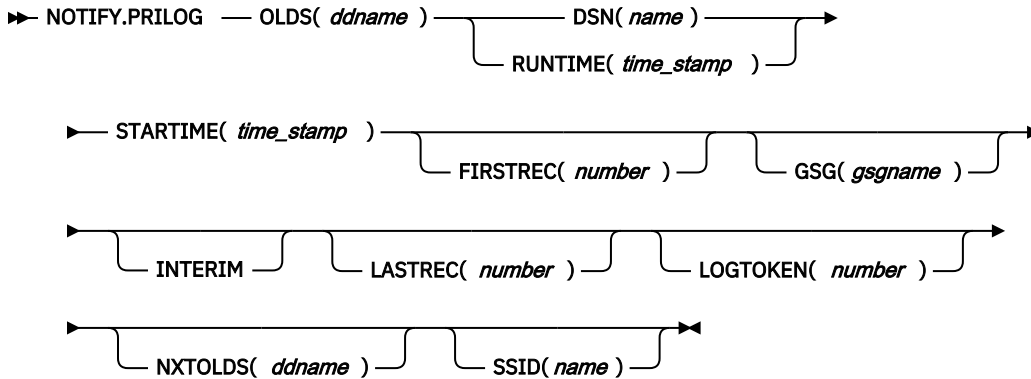 NOTIFY.PRILOG OLDS( ddname ) DSN( name )
RUNTIME( time_stamp )
STARTIME( time_stamp )
FIRSTREC( number ) GSG( gsgname )
INTERIM LASTREC( number ) LOGTOKEN( number )
NXTOLDS( ddname ) SSID( name )